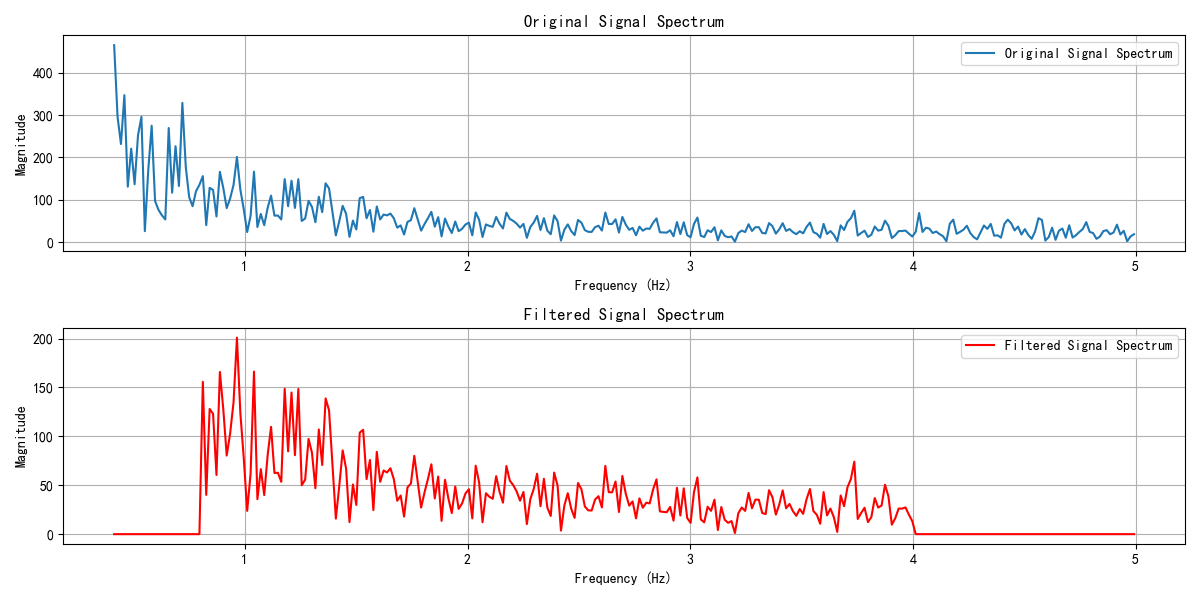 Original Signal Spectrum
Original Signal Spectrum
400
300
200
100
0
Magnitude
1
2
3
4
5
Frequency (Hz)
Filtered Signal Spectrum
Filtered Signal Spectrum
200
150
100
50
0
Magnitude
1
2
3
4
5
Frequency (Hz)